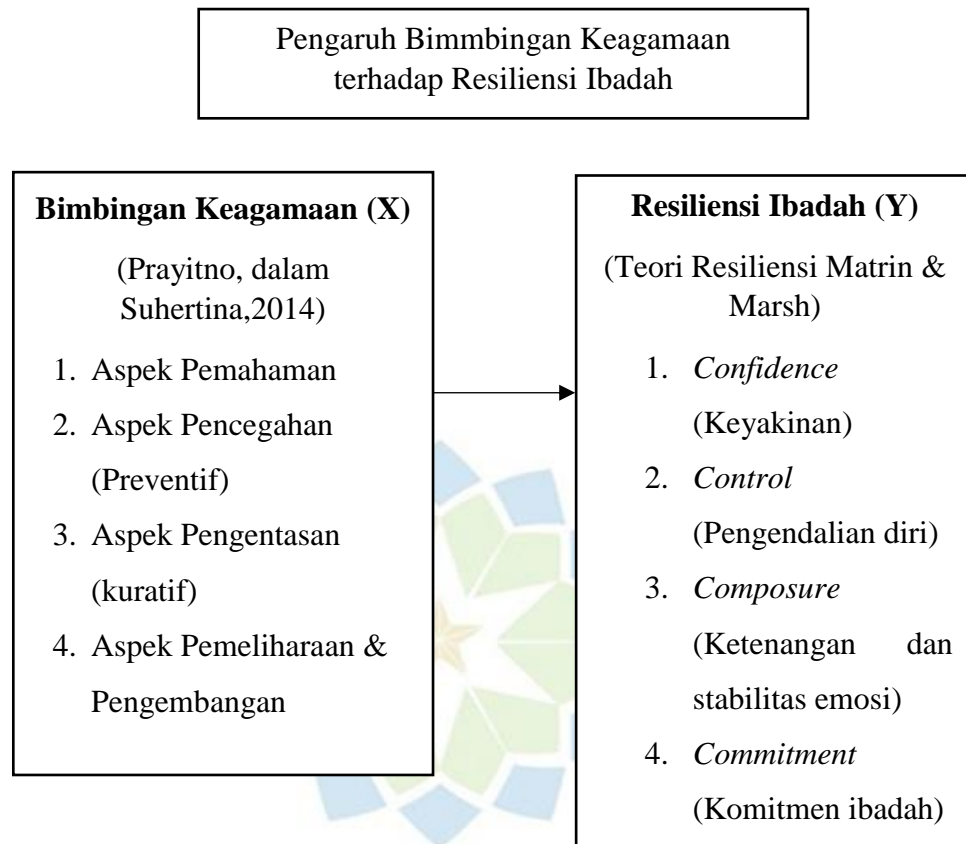 Pengaruh Bimmbingan Keagamaan
terhadap Resiliensi Ibadah
Bimbingan Keagamaan (X)
(Prayitno, dalam
Suhertina,2014)
1. Aspek Pemahaman
2. Aspek Pencegahan
(Preventif)
3. Aspek Pengentasan
(kuratif)
4. Aspek Pemeliharaan &
Pengembangan
Resiliensi Ibadah (Y)
(Teori Resiliensi Matrin &
Marsh)
1. Confidence
(Keyakinan)
2. Control
(Pengendalian diri)
3. Composure
(Ketenangan dan
stabilitas emosi)
4. Commitment
(Komitmen ibadah)